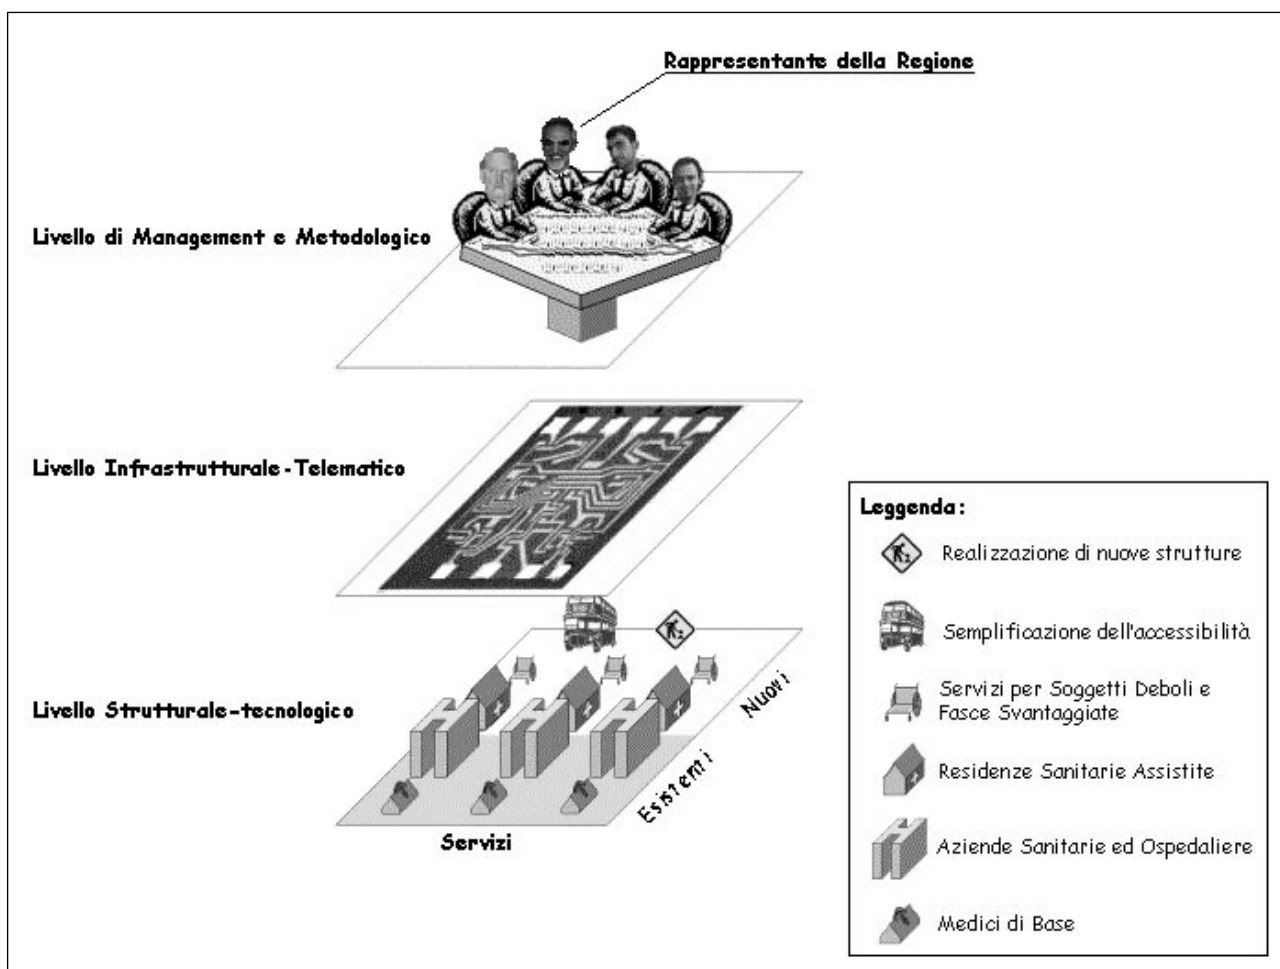 Rappresentante della Regione
Livello di Management e Metodologico
Livello Infrastrutturale-Telematico
Livello Strutturale-tecnologico
Nuovi
Esistenti
Servizi
Leggenda:
Realizzazione di nuove strutture
Semplificazione dell'accessibilità
Servizi per Soggetti Deboli e
Fasce Svantaggiate
Residenze Sanitarie Assistite
Aziende Sanitarie ed Ospedaliere
Medici di Base